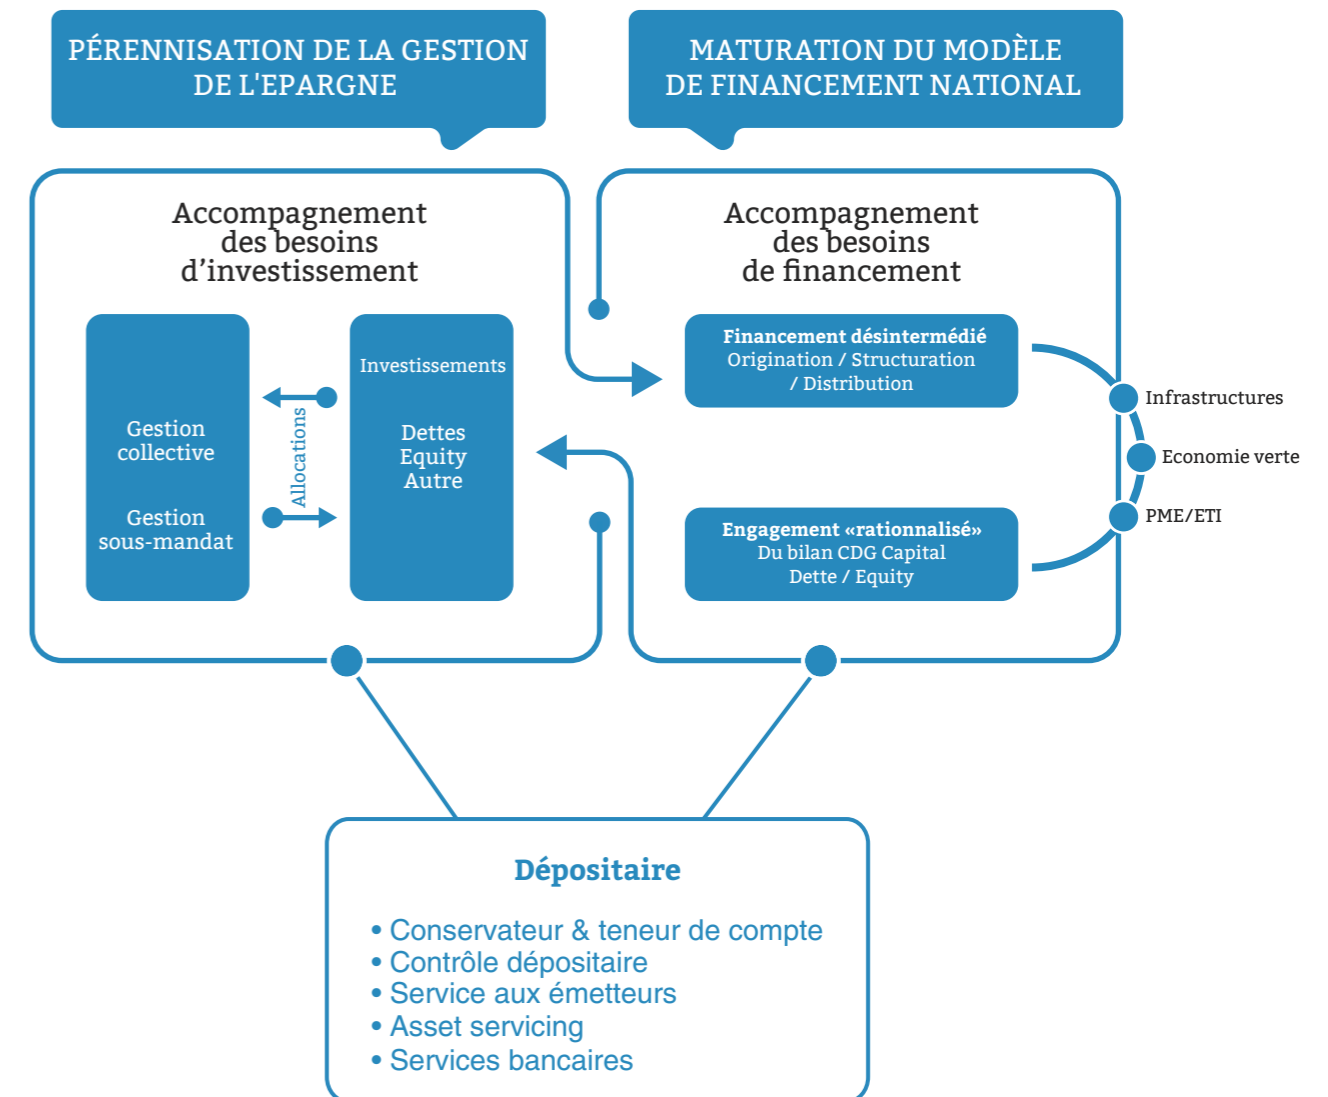 PÉRENNISATION DE LA GESTION
DE L'EPARGNE
MATURATION DU MODÈLE
DE FINANCEMENT NATIONAL
Accompagnement
des besoins
d’investissement
Gestion
collective
Gestion
sous-mandat
Allocations
Investissements
Dettes
Equity
Autre
Accompagnement
des besoins
de financement
Financement désintermédié
Origination / Structuration
/ Distribution
Engagement «rationnalisé»
Du bilan CDG Capital
Dette / Equity
Infrastructures
Economie verte
PME/ETI
Dépositaire
• Conservateur & teneur de compte
• Contrôle dépositaire
• Service aux émetteurs
• Asset servicing
• Services bancaires